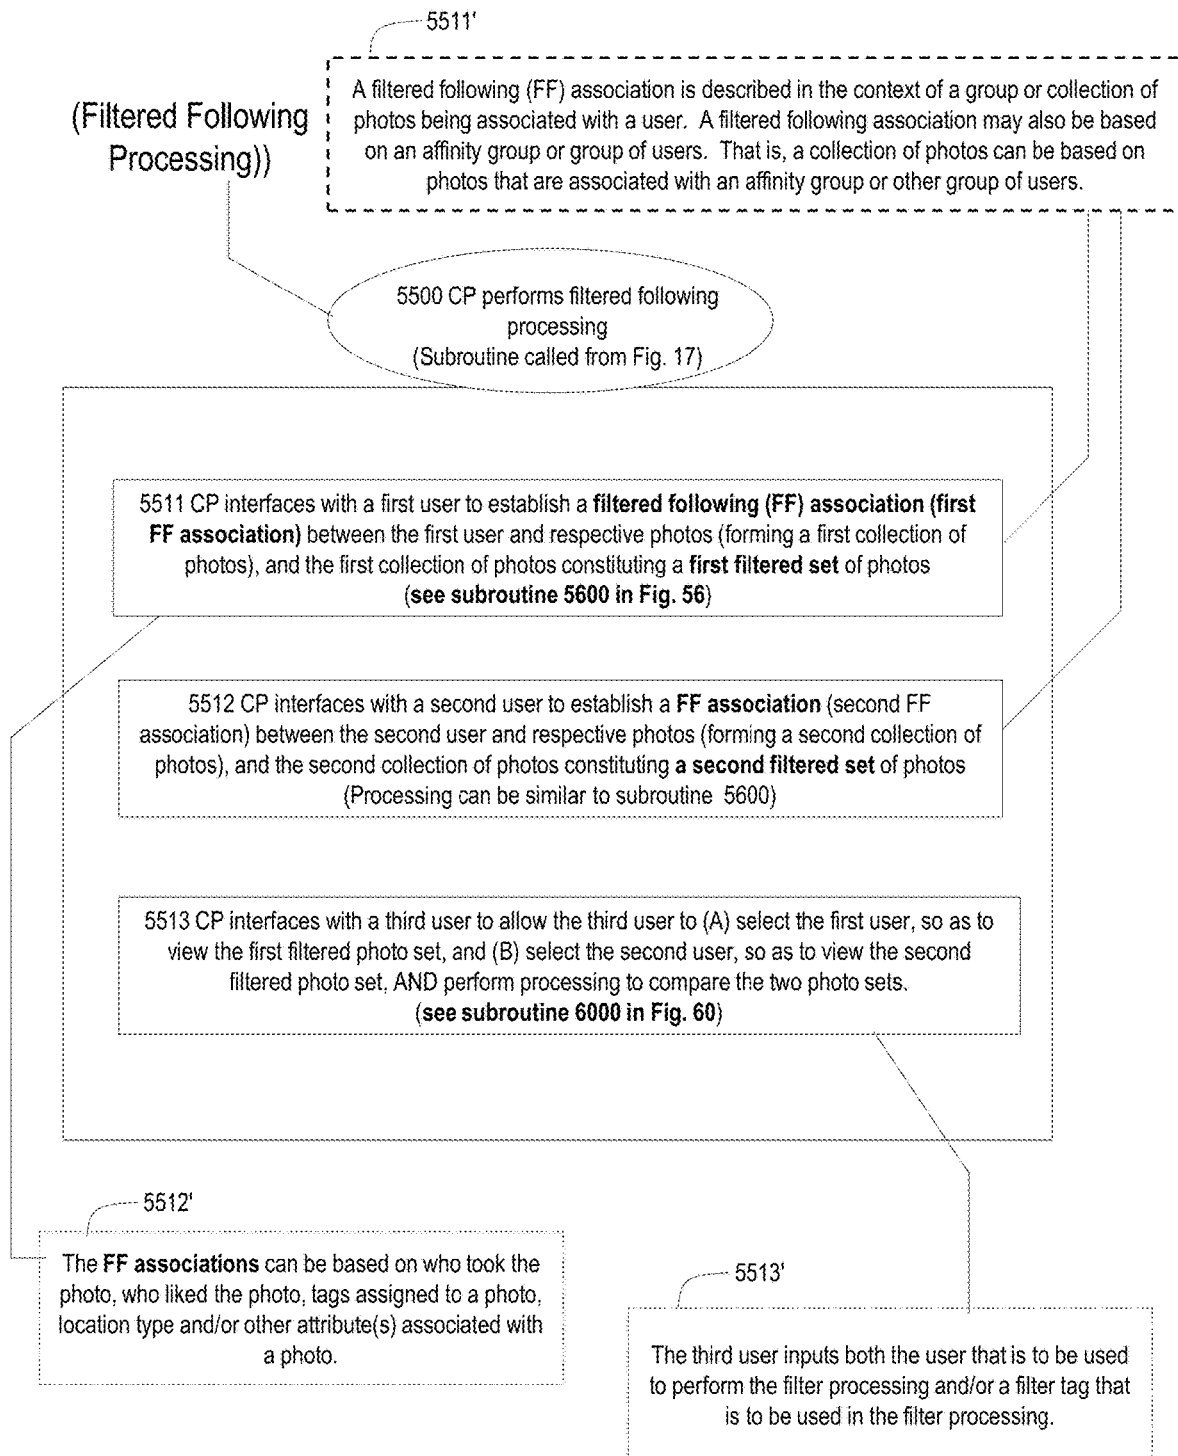 5511'
(Filtered Following
Processing))
A filtered following (FF) association is described in the context of a group or collection of
photos being associated with a user. A filtered following association may also be based
on an affinity group or group of users. That is, a collection of photos can be based on
photos that are associated with an affinity group or other group of users.
5500 CP performs filtered following
processing
(Subroutine called from Fig. 17)
5511 CP interfaces with a first user to establish a filtered following (FF) association (first
FF association) between the first user and respective photos (forming a first collection of
photos), and the first collection of photos constituting a first filtered set of photos
(see subroutine 5600 in Fig. 56)
5512 CP interfaces with a second user to establish a FF association (second FF
association) between the second user and respective photos (forming a second collection of
photos), and the second collection of photos constituting a second filtered set of photos
(Processing can be similar to subroutine 5600)
5513 CP interfaces with a third user to allow the third user to (A) select the first user, so as to
view the first filtered photo set, and (B) select the second user, so as to view the second
filtered photo set, AND perform processing to compare the two photo sets.
(see subroutine 6000 in Fig. 60)
5512'
The FF associations can be based on who took the
photo, who liked the photo, tags assigned to a photo,
location type and/or other attribute(s) associated with
a photo.
5513'
The third user inputs both the user that is to be used
to perform the filter processing and/or a filter tag that
is to be used in the filter processing.